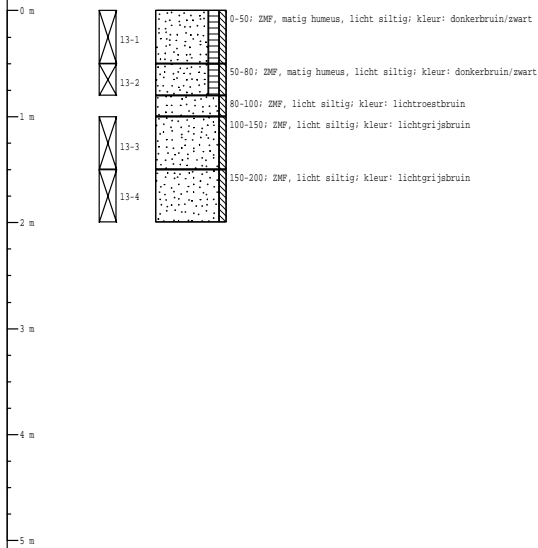 0 m
0-50; ZMF, matig humeus, licht siltig; kleur: donkerbruin/zwart
13-1
50-80; ZMF, matig humeus, licht siltig; kleur: donkerbruin/zwart
13-2
80-100; ZMF, licht siltig; kleur: lichtroestbruin
1 m
100-150; ZMF, licht siltig; kleur: lichtgrijsbruin
13-3
150-200; ZMF, licht siltig; kleur: lichtgrijsbruin
13-4
2 m
3 m
4 m
5 m